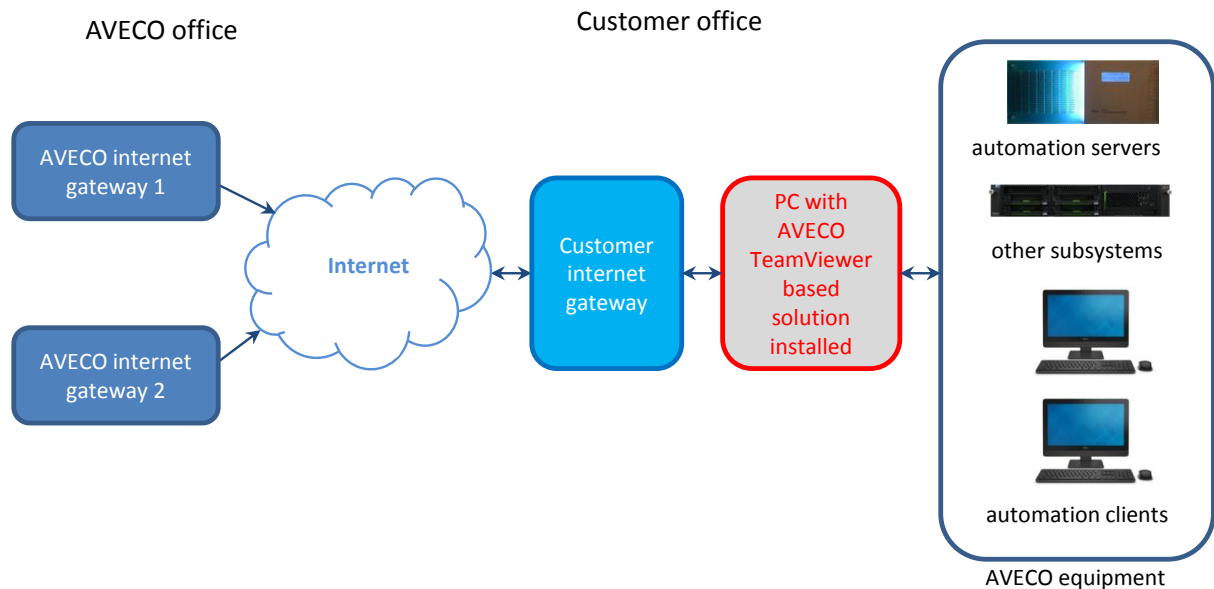 AVECO office
Customer office
AVECO internet
gateway 1
AVECO internet
gateway 2
Internet
Customer
internet
gateway
PC with
AVECO
TeamViewer
based
solution
installed
automation servers
other subsystems
automation clients
AVECO equipment